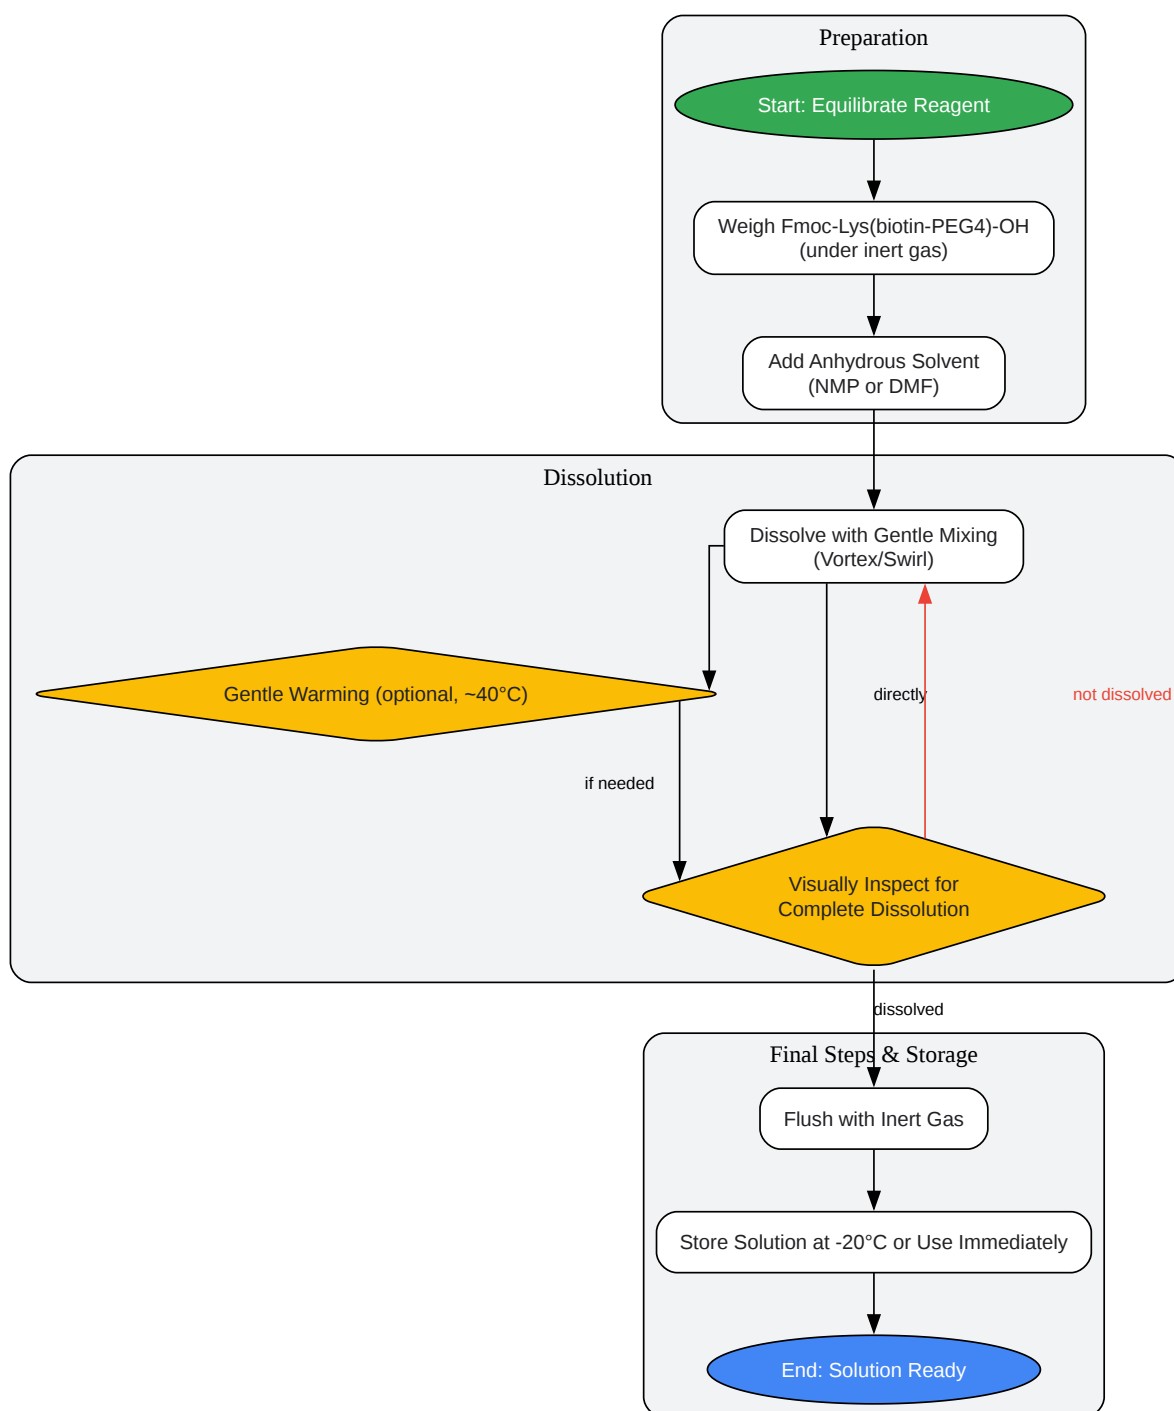 Preparation
Start: Equilibrate Reagent
Weigh Fmoc-Lys(biotin-PEG4)-OH
(under inert gas)
Add Anhydrous Solvent
(NMP or DMF)
Dissolution
Dissolve with Gentle Mixing
(Vortex/Swirl)
Gentle Warming (optional, ~40°C)
directly
not dissolved
if needed
Visually Inspect for
Complete Dissolution
dissolved
Final Steps & Storage
Flush with Inert Gas
Store Solution at -20°C or Use Immediately
End: Solution Ready